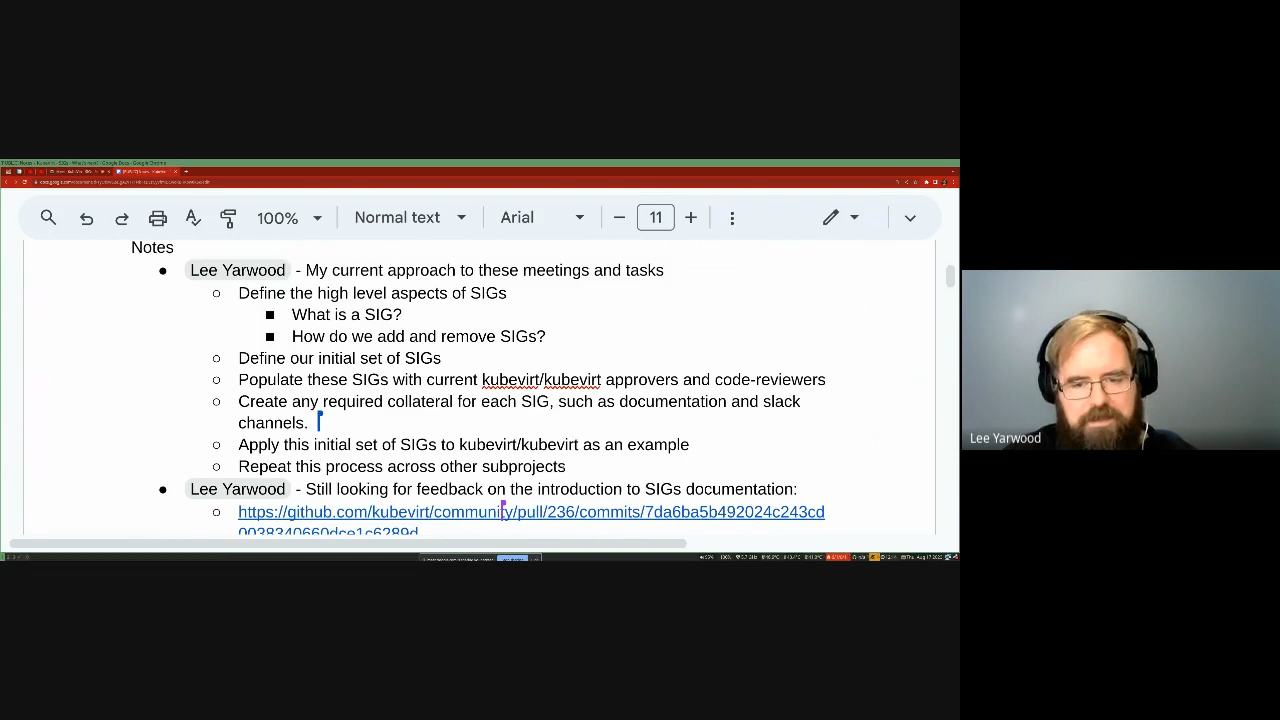 100%
Normal text
Arial
11
Notes
● Lee Yarwood - My current approach to these meetings and tasks
○ Define the high level aspects of SIGs
■ What is a SIG?
■ How do we add and remove SIGs?
○ Define our initial set of SIGs
○ Populate these SIGs with current kubevirt/kubevirt approvers and code-reviewers
○ Create any required collateral for each SIG, such as documentation and slack
channels.
○ Apply this initial set of SIGs to kubevirt/kubevirt as an example
○ Repeat this process across other subprojects
● Lee Yarwood - Still looking for feedback on the introduction to SIGs documentation:
○ https://github.com/kubevirt/community/pull/236/commits/7da6ba5b492024c243cd
0038340660dce1c6289d
Lee Yarwood